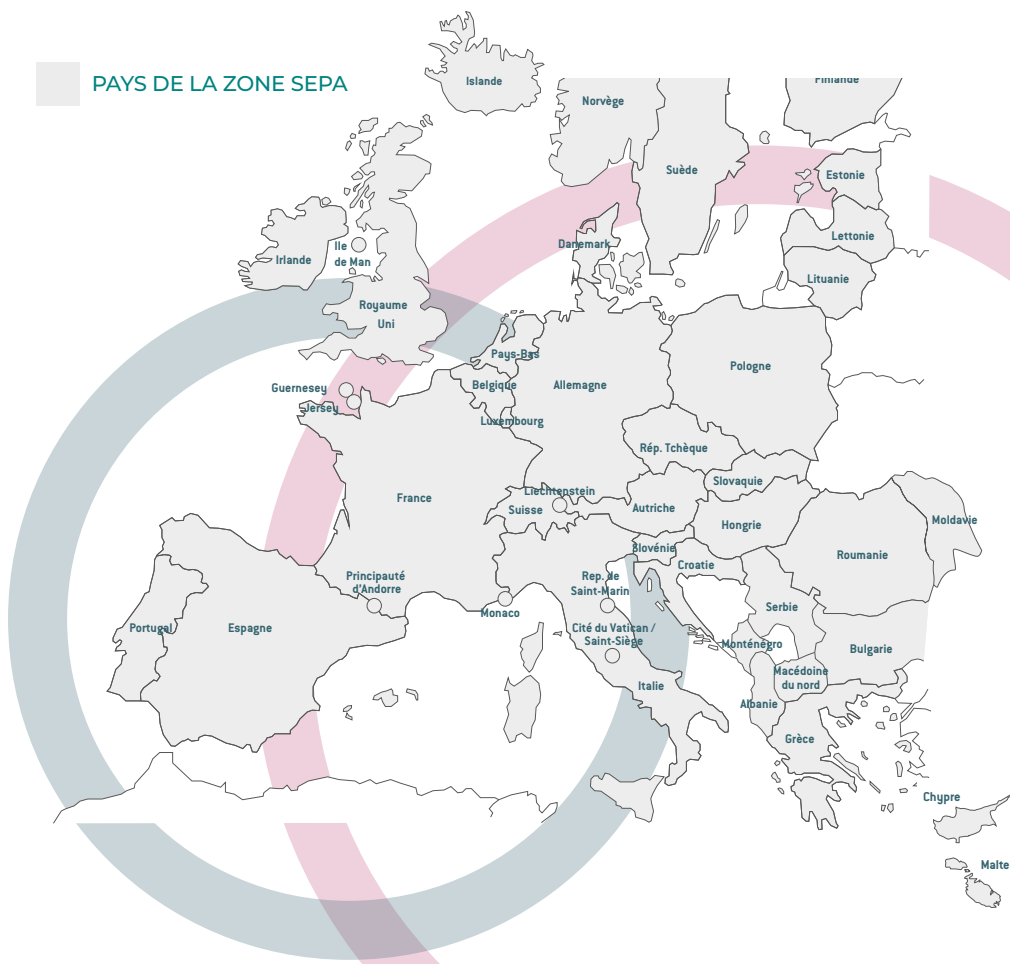 PAYS DE LA ZONE SEPA
Islande
Norvège
Finlande
Suède
Estonie
Lettonie
Lituanie
Danemark
Ile
de Man
Irlande
Royaume
Uni
Pays-Bas
Belgique
Allemagne
Pologne
Guernesey
Jersey
Luxembourg
Rép. Tchèque
Slovaquie
France
Liechtenstein
Suisse
Autriche
Hongrie
Moldavie
Slovénie
Croatie
Roumanie
Principauté
d'Andorre
Monaco
Rep. de
Saint-Marin
Serbie
Portugal
Espagne
Cité du Vatican /
Saint-Siège
Monténégro
Bulgarie
Macédoine
du nord
Italie
Albanie
Grèce
Chypre
Malte